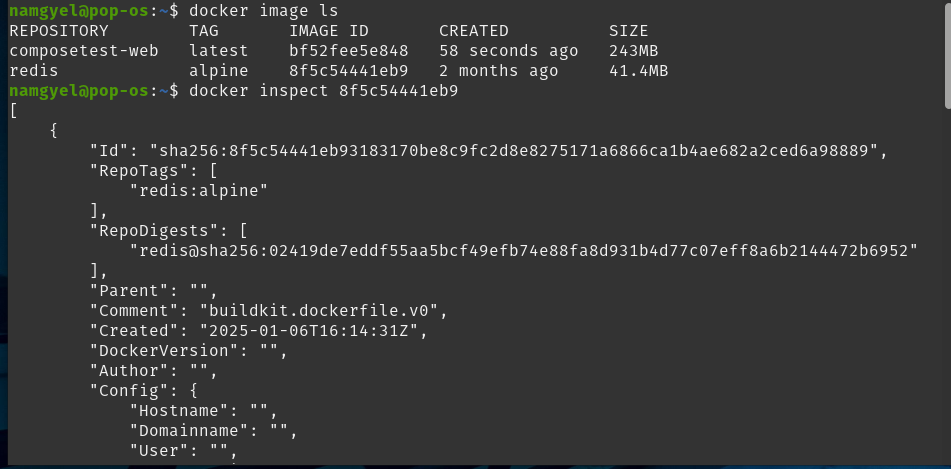 namgyel@pop-os:~$ docker image ls
REPOSITORY        TAG       IMAGE ID       CREATED          SIZE
composetest-web   latest    bf52fee5e848   58 seconds ago   243MB
redis             alpine    8f5c54441eb9   2 months ago     41.4MB
namgyel@pop-os:~$ docker inspect 8f5c54441eb9
[
    {
        "Id": "sha256:8f5c54441eb93183170be8c9fc2d8e8275171a6866ca1b4ae682a2ced6a98889",
        "RepoTags": [
            "redis:alpine"
        ],
        "RepoDigests": [
            "redis@sha256:02419de7eddf55aa5bcf49efb74e88fa8d931b4d77c07eff8a6b2144472b6952"
        ],
        "Parent": "",
        "Comment": "buildkit.dockerfile.v0",
        "Created": "2025-01-06T16:14:31Z",
        "DockerVersion": "",
        "Author": "",
        "Config": {
            "Hostname": "",
            "Domainname": "",
            "User": "",